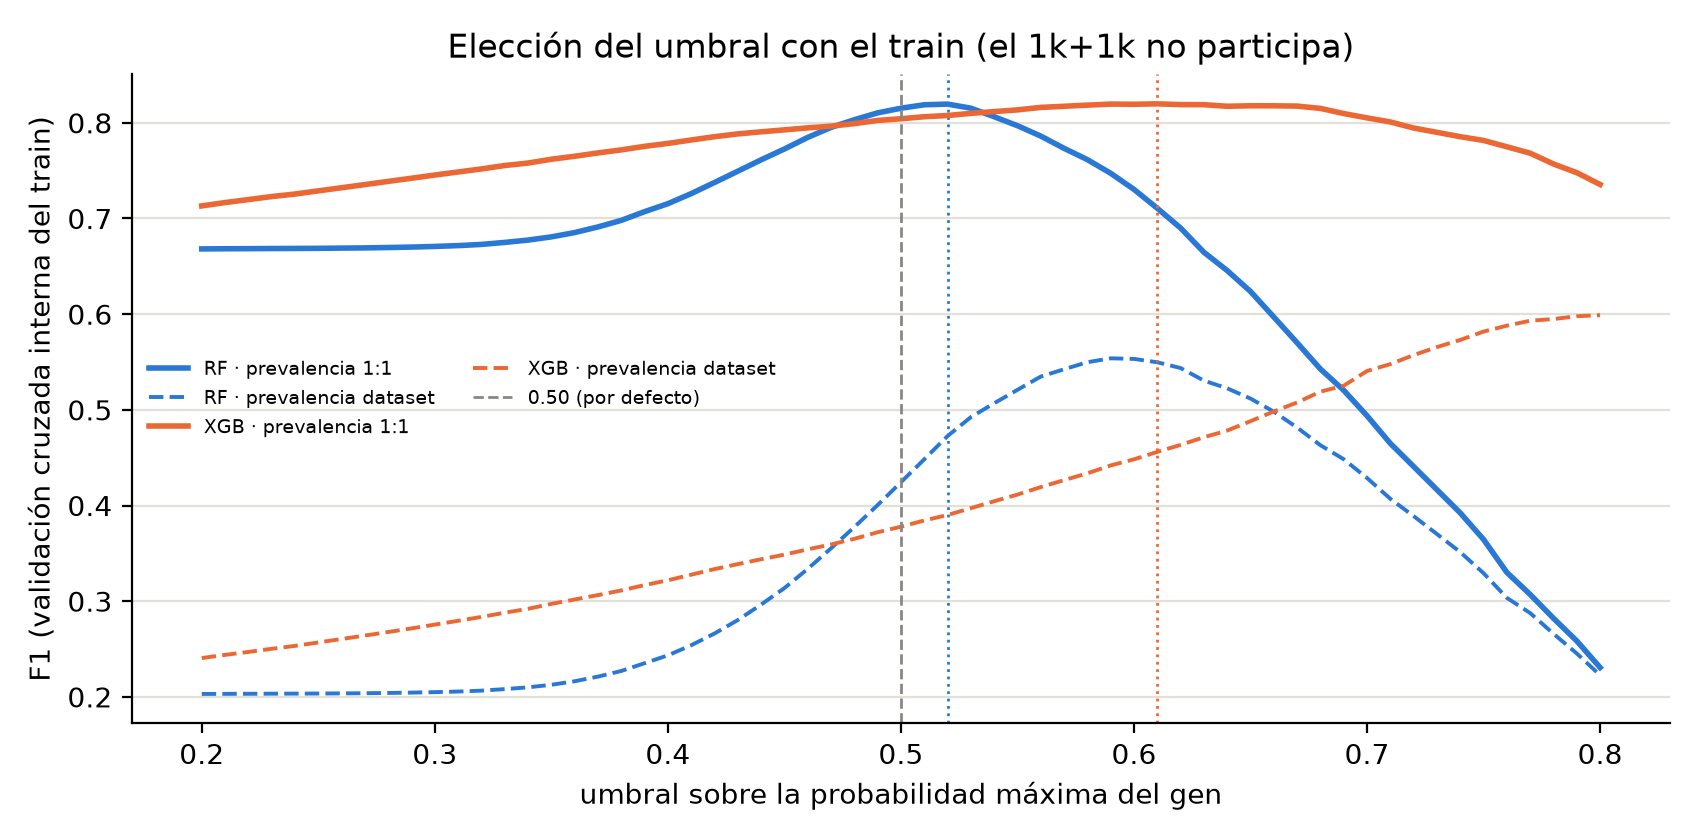 Elección del umbral con el train (el 1k+1k no participa)
F1 (validación cruzada interna del train)
0.8
0.7
0.6
0.5
0.4
0.3
0.2
RF · prevalencia 1:1
RF · prevalencia dataset
XGB · prevalencia 1:1
XGB · prevalencia dataset
0.50 (por defecto)
0.2 0.3 0.4 0.5 0.6 0.7 0.8
umbral sobre la probabilidad máxima del gen